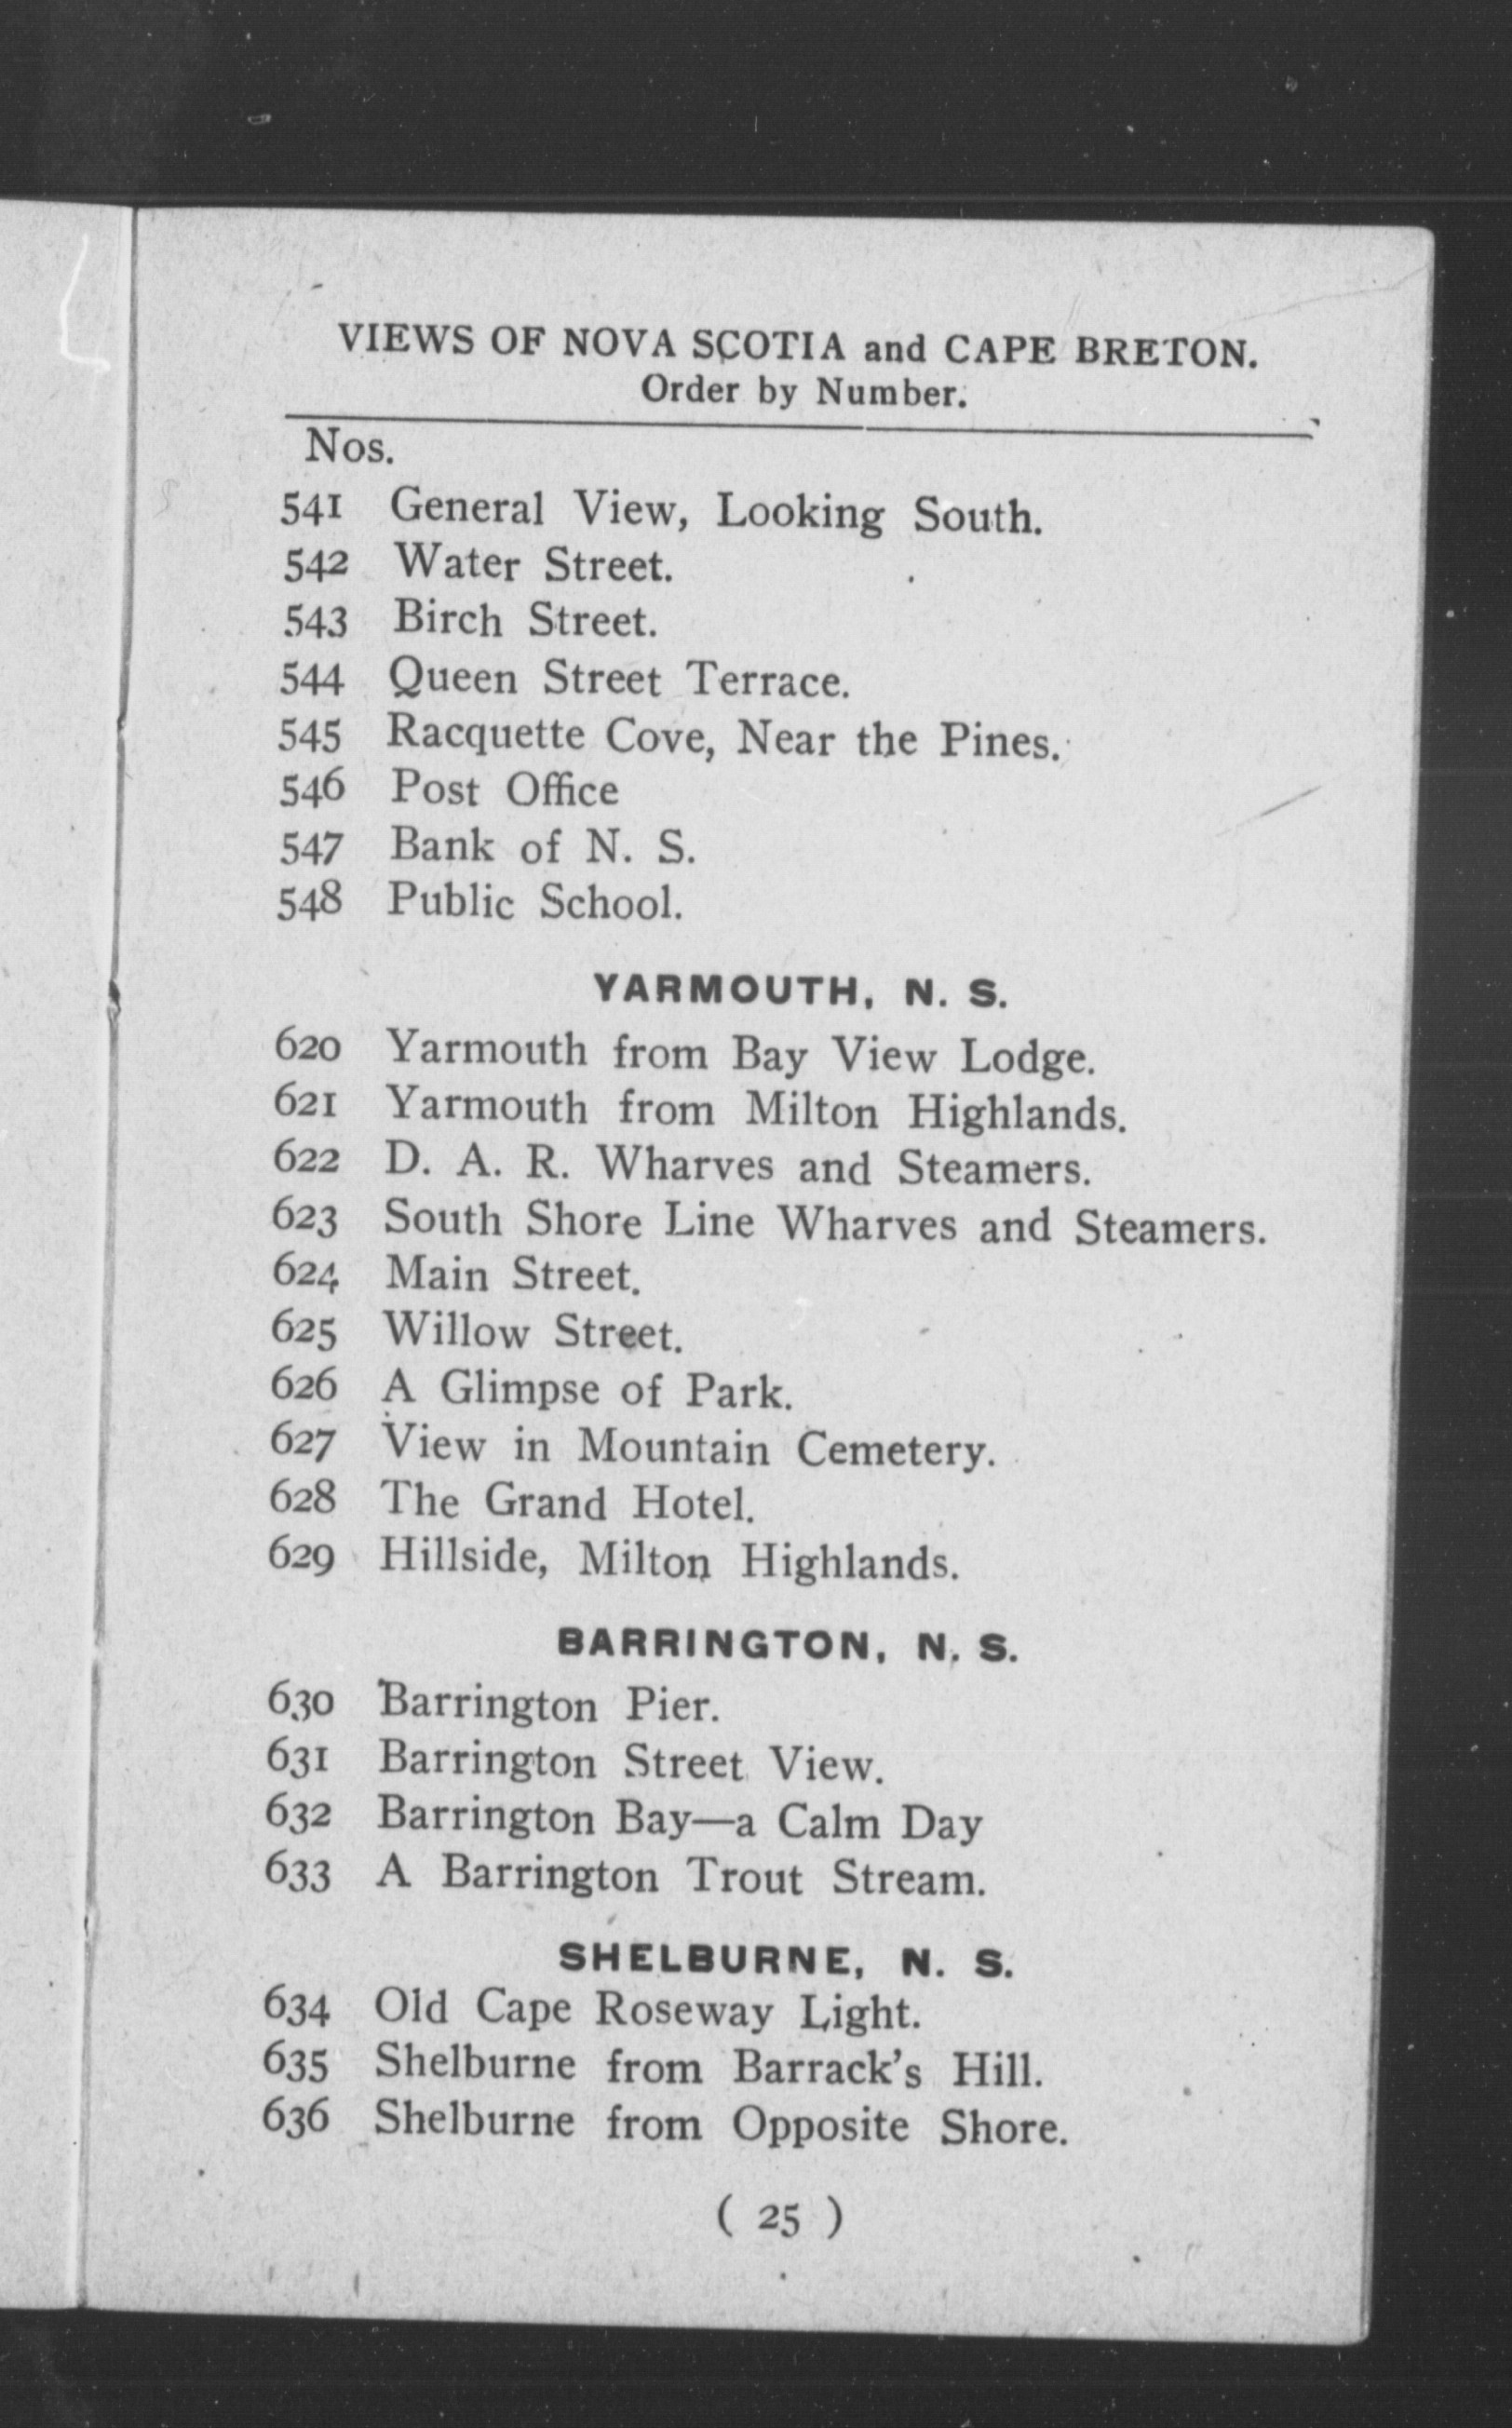 VIEWS OF NOVA SCOTIA and CAPE BRETON.
Order by Number.
Nos.
541 General View, Looking South.
542 Water Street.
543 Birch Street.
544 Queen Street Terrace.
545 Racquette Cove, Near the Pines.
546 Post Office
547 Bank of N. S.
548 Public School.
YARMOUTH, N. S.
620 Yarmouth from Bay View Lodge.
621 Yarmouth from Milton Highlands.
622 D. A. R. Wharves and Steamers.
623 South Shore Line Wharves and Steamers.
624 Main Street.
625 Willow Street.
626 A Glimpse of Park.
627 View in Mountain Cemetery.
628 The Grand Hotel.
629 Hillside, Milton Highlands.
BARRINGTON, N. S.
630 Barrington Pier.
631 Barrington Street View.
632 Barrington Bay—a Calm Day
633 A Barrington Trout Stream.
SHELBURNE, N. S.
634 Old Cape Roseway Light.
635 Shelburne from Barrack's Hill.
636 Shelburne from Opposite Shore.
( 25 )